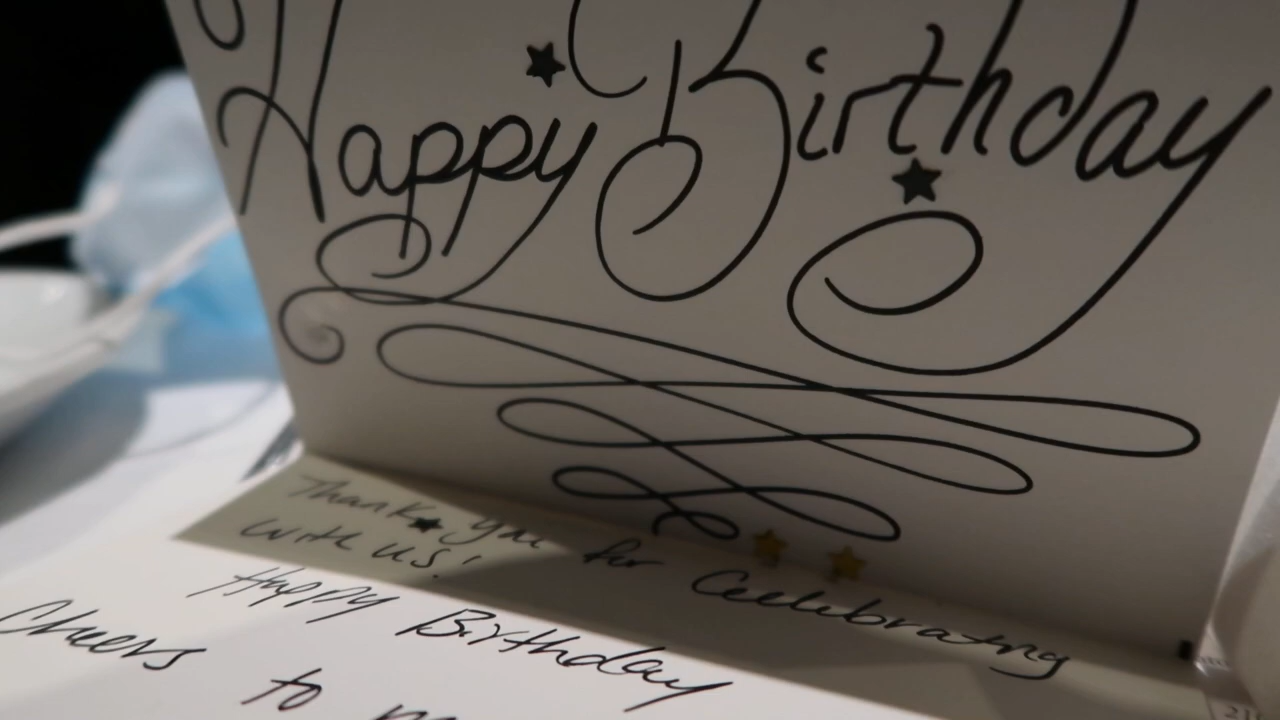 Happy Birthday
Thank you for Celebrating
with us!
Happy Birthday
Cheers to